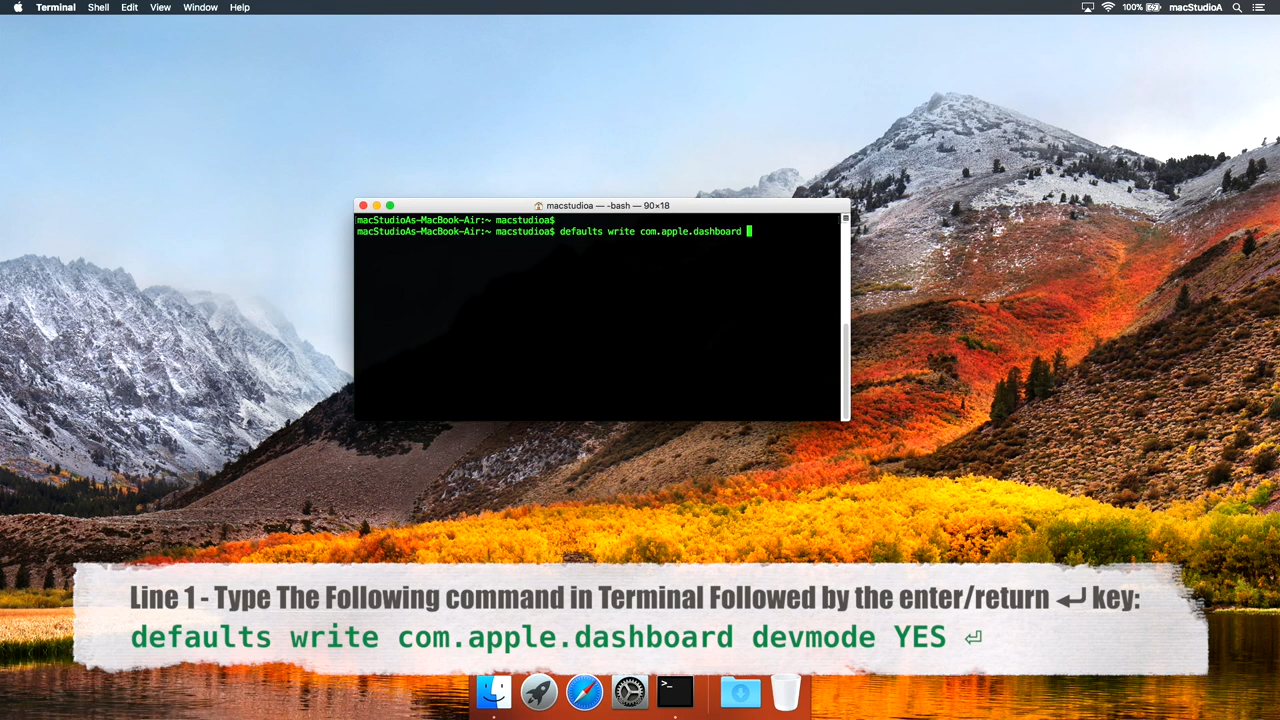 Terminal Shell Edit View Window Help 100% macStudioA
macstudioa — -bash — 90×18
macStudioAs-MacBook-Air:~ macstudioa$
macStudioAs-MacBook-Air:~ macstudioa$ defaults write com.apple.dashboard
Line 1 - Type The Following command in Terminal Followed by the enter/return ↵ key:
defaults write com.apple.dashboard devmode YES ⏎
>_